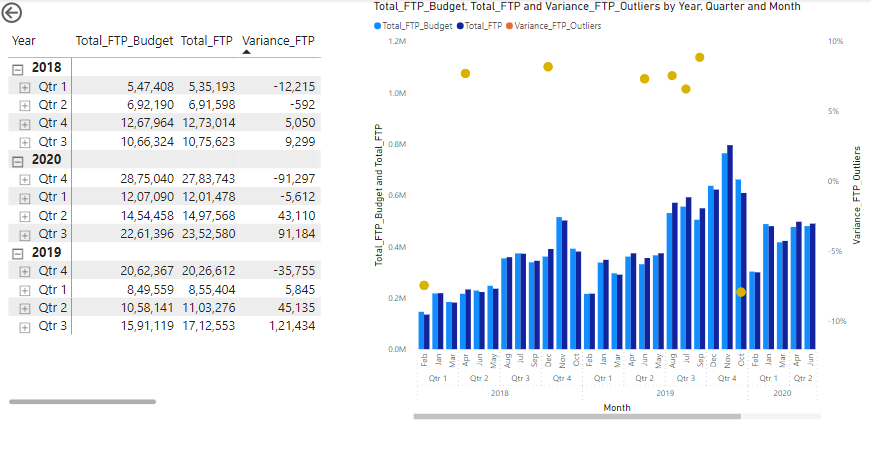 Year Total_FTP_Budget Total_FTP Variance_FTP
2018
Qtr 1 5,47,408 5,35,193 -12,215
Qtr 2 6,92,190 6,91,598 -592
Qtr 4 12,67,964 12,73,014 5,050
Qtr 3 10,66,324 10,75,623 9,299
2020
Qtr 4 28,75,040 27,83,743 -91,297
Qtr 1 12,07,090 12,01,478 -5,612
Qtr 2 14,54,458 14,97,568 43,110
Qtr 3 22,61,396 23,52,580 91,184
2019
Qtr 4 20,62,367 20,26,612 -35,755
Qtr 1 8,49,559 8,55,404 5,845
Qtr 2 10,58,141 11,03,276 45,135
Qtr 3 15,91,119 17,12,553 1,21,434
Total_FTP_Budget, Total_FTP and Variance_FTP_Outliers by Year, Quarter and Month
Total_FTP_Budget Total_FTP Variance_FTP_Outliers
Total_FTP_Budget and Total_FTP
1.2M
1.0M
0.8M
0.6M
0.4M
0.2M
0.0M
10%
5%
0%
-5%
-10%
Variance_FTP_Outliers
Feb Jan Mar Apr Jun May Aug Jul Sep Dec Nov Oct Feb Jan Mar Apr Jun May Aug Jul Sep Dec Nov Oct Feb Jan Mar Apr Jun
Qtr 1 Qtr 2 Qtr 3 Qtr 4 Qtr 1 Qtr 2 Qtr 3 Qtr 4 Qtr 1 Qtr 2
2018 2019 2020
Month